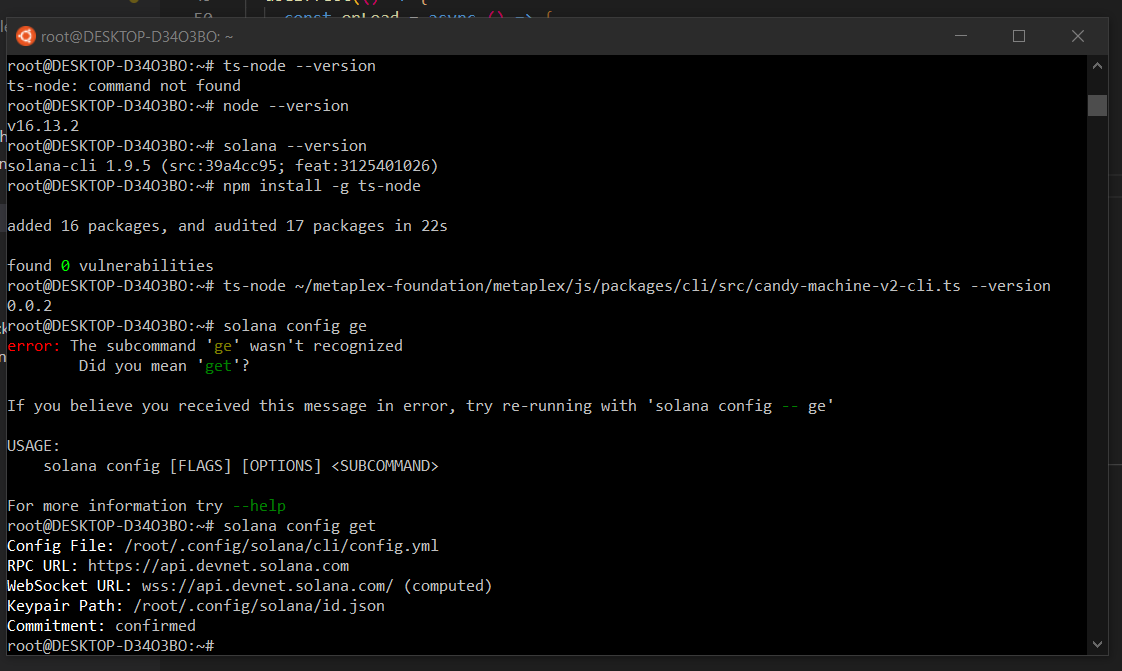 50
const onLoad = async () => {
root@DESKTOP-D34O3BO: ~
root@DESKTOP-D34O3BO:~# ts-node --version
ts-node: command not found
root@DESKTOP-D34O3BO:~# node --version
v16.13.2
root@DESKTOP-D34O3BO:~# solana --version
solana-cli 1.9.5 (src:39a4cc95; feat:3125401026)
root@DESKTOP-D34O3BO:~# npm install -g ts-node
added 16 packages, and audited 17 packages in 22s
found 0 vulnerabilities
root@DESKTOP-D34O3BO:~# ts-node ~/metaplex-foundation/metaplex/js/packages/cli/src/candy-machine-v2-cli.ts --version
0.0.2
root@DESKTOP-D34O3BO:~# solana config ge
error: The subcommand 'ge' wasn't recognized
Did you mean 'get'?
If you believe you received this message in error, try re-running with 'solana config -- ge'
USAGE:
solana config [FLAGS] [OPTIONS] <SUBCOMMAND>
For more information try --help
root@DESKTOP-D34O3BO:~# solana config get
Config File: /root/.config/solana/cli/config.yml
RPC URL: https://api.devnet.solana.com
WebSocket URL: wss://api.devnet.solana.com/ (computed)
Keypair Path: /root/.config/solana/id.json
Commitment: confirmed
root@DESKTOP-D34O3BO:~#